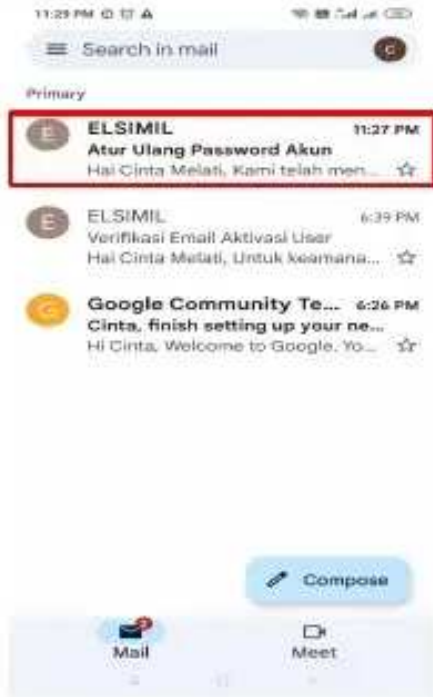 11:29 PM
Search in mail
C
Primary
E
ELSIMIL 11:27 PM
Atur Ulang Password Akun
Hai Cinta Melati, Kami telah men...
E
ELSIMIL 6:39 PM
Verifikasi Email Aktivasi User
Hai Cinta Melati, Untuk keamana...
Google Community Te... 6:26 PM
Cinta, finish setting up your ne...
Hi Cinta, Welcome to Google. Yo...
Compose
Mail
Meet